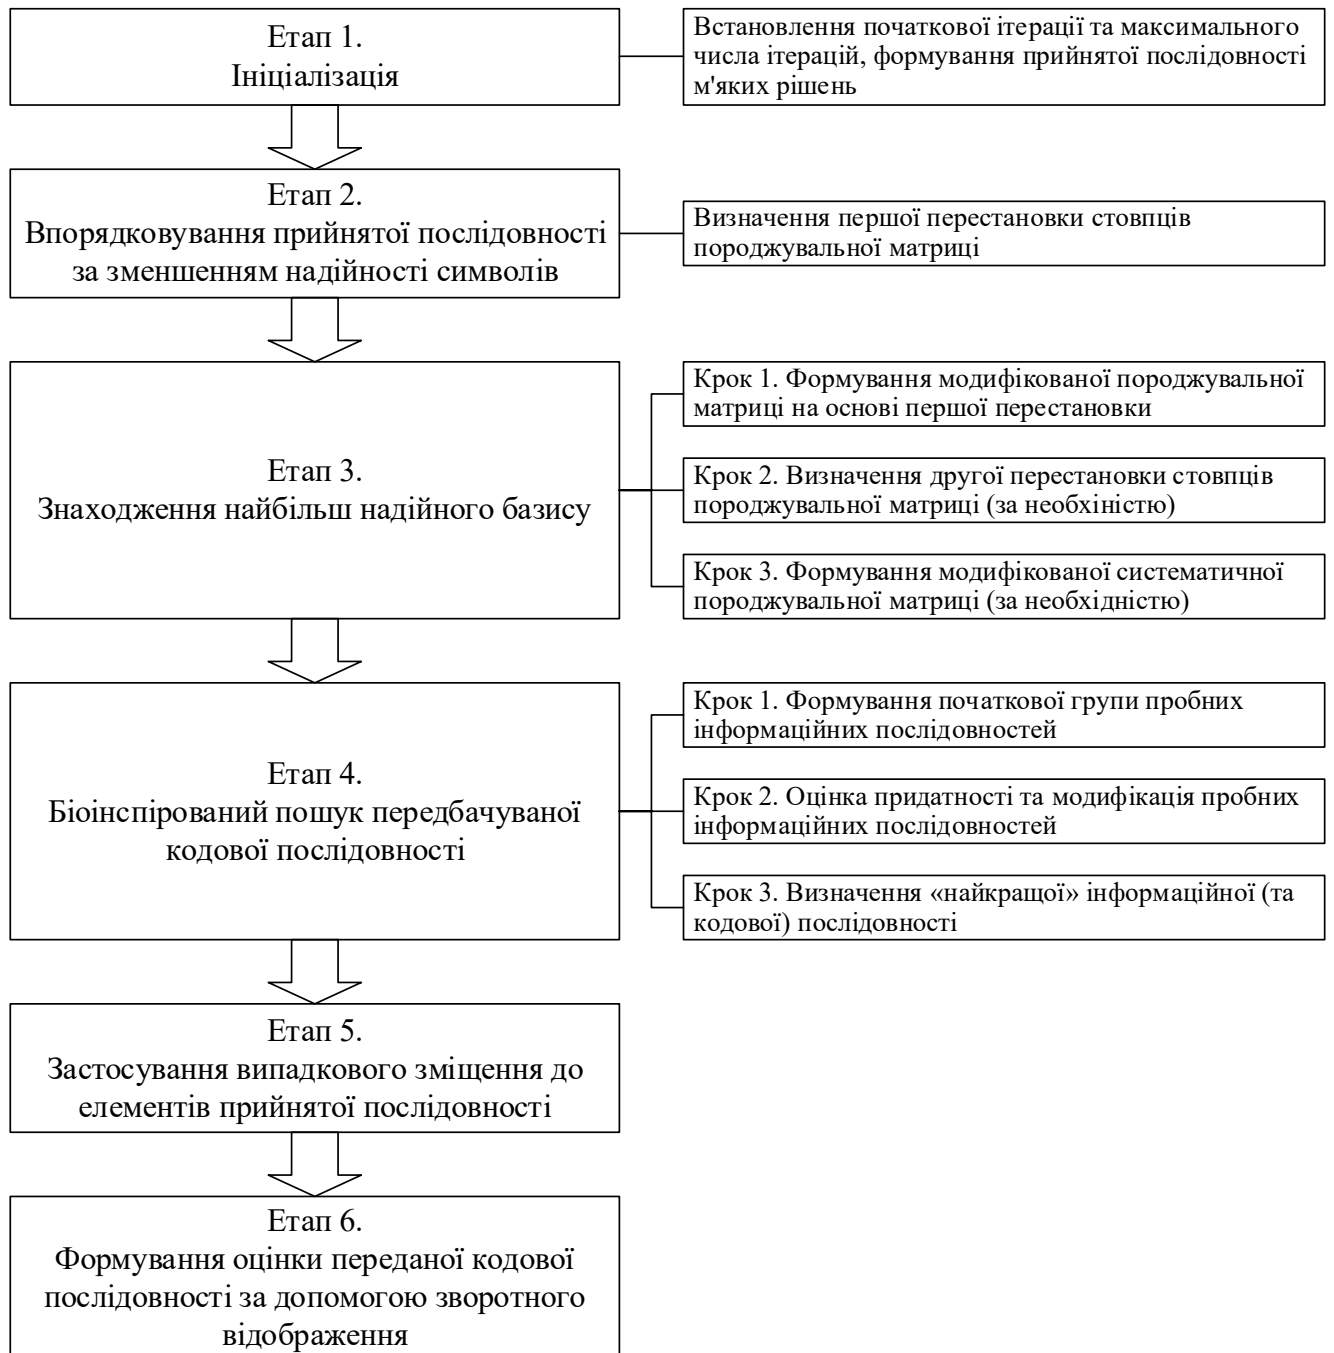 Етап 1.
Ініціалізація
Встановлення початкової ітерації та максимального
числа ітерацій, формування прийнятої послідовності
м'яких рішень
Етап 2.
Впорядковування прийнятої послідовності
за зменшенням надійності символів
Визначення першої перестановки стовпців
породжувальної матриці
Етап 3.
Знаходження найбільш надійного базису
Крок 1. Формування модифікованої породжувальної
матриці на основі першої перестановки
Крок 2. Визначення другої перестановки стовпців
породжувальної матриці (за необхіністю)
Крок 3. Формування модифікованої систематичної
породжувальної матриці (за необхідністю)
Етап 4.
Біоінспірований пошук передбачуваної
кодової послідовності
Крок 1. Формування початкової групи пробних
інформаційних послідовностей
Крок 2. Оцінка придатності та модифікація пробних
інформаційних послідовностей
Крок 3. Визначення «найкращої» інформаційної (та
кодової) послідовності
Етап 5.
Застосування випадкового зміщення до
елементів прийнятої послідовності
Етап 6.
Формування оцінки переданої кодової
послідовності за допомогою зворотного
відображення